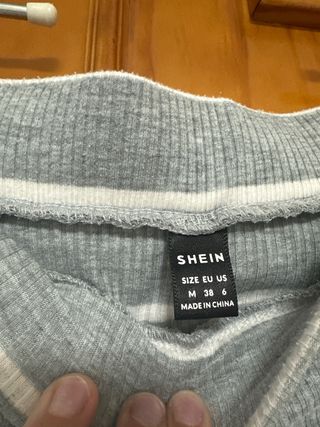 SHEIN
SIZE EU US
M 38 6
MADE IN CHINA